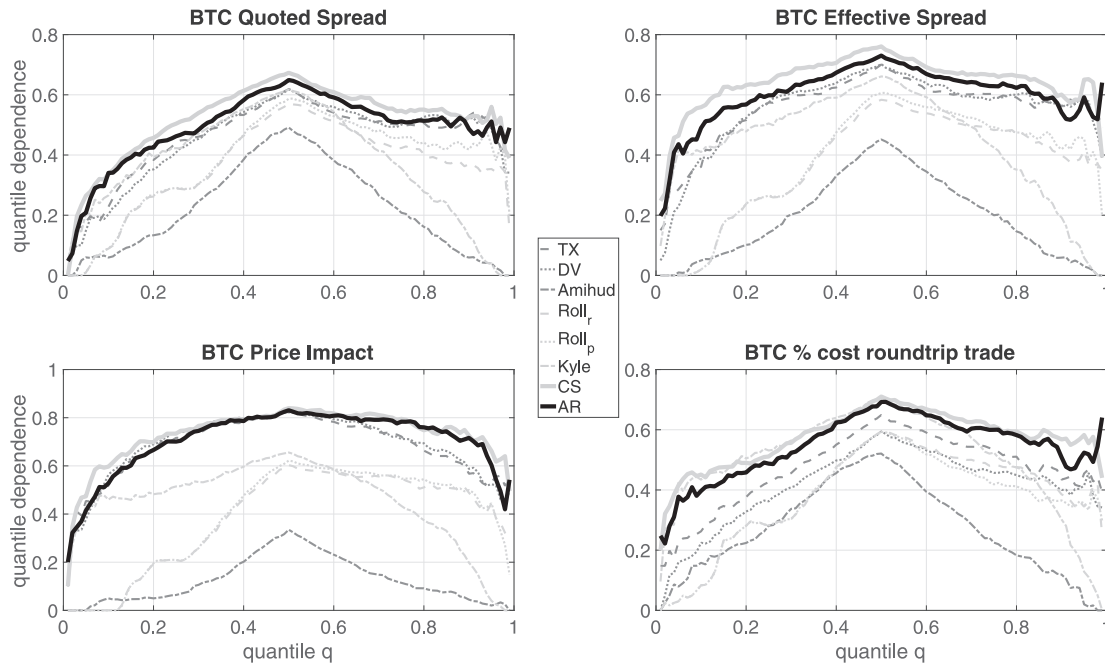 BTC Quoted Spread
quantile dependence
0.8
0.6
0.4
0.2
0
0 0.2 0.4 0.6 0.8 1
BTC Effective Spread
0.8
0.6
0.4
0.2
0
0 0.2 0.4 0.6 0.8 1
TX
DV
Amihud
Roll_r
Roll_p
Kyle
CS
AR
BTC Price Impact
quantile dependence
1
0.8
0.6
0.4
0.2
0
0 0.2 0.4 0.6 0.8 1
quantile q
BTC % cost roundtrip trade
0.8
0.6
0.4
0.2
0
0 0.2 0.4 0.6 0.8 1
quantile q